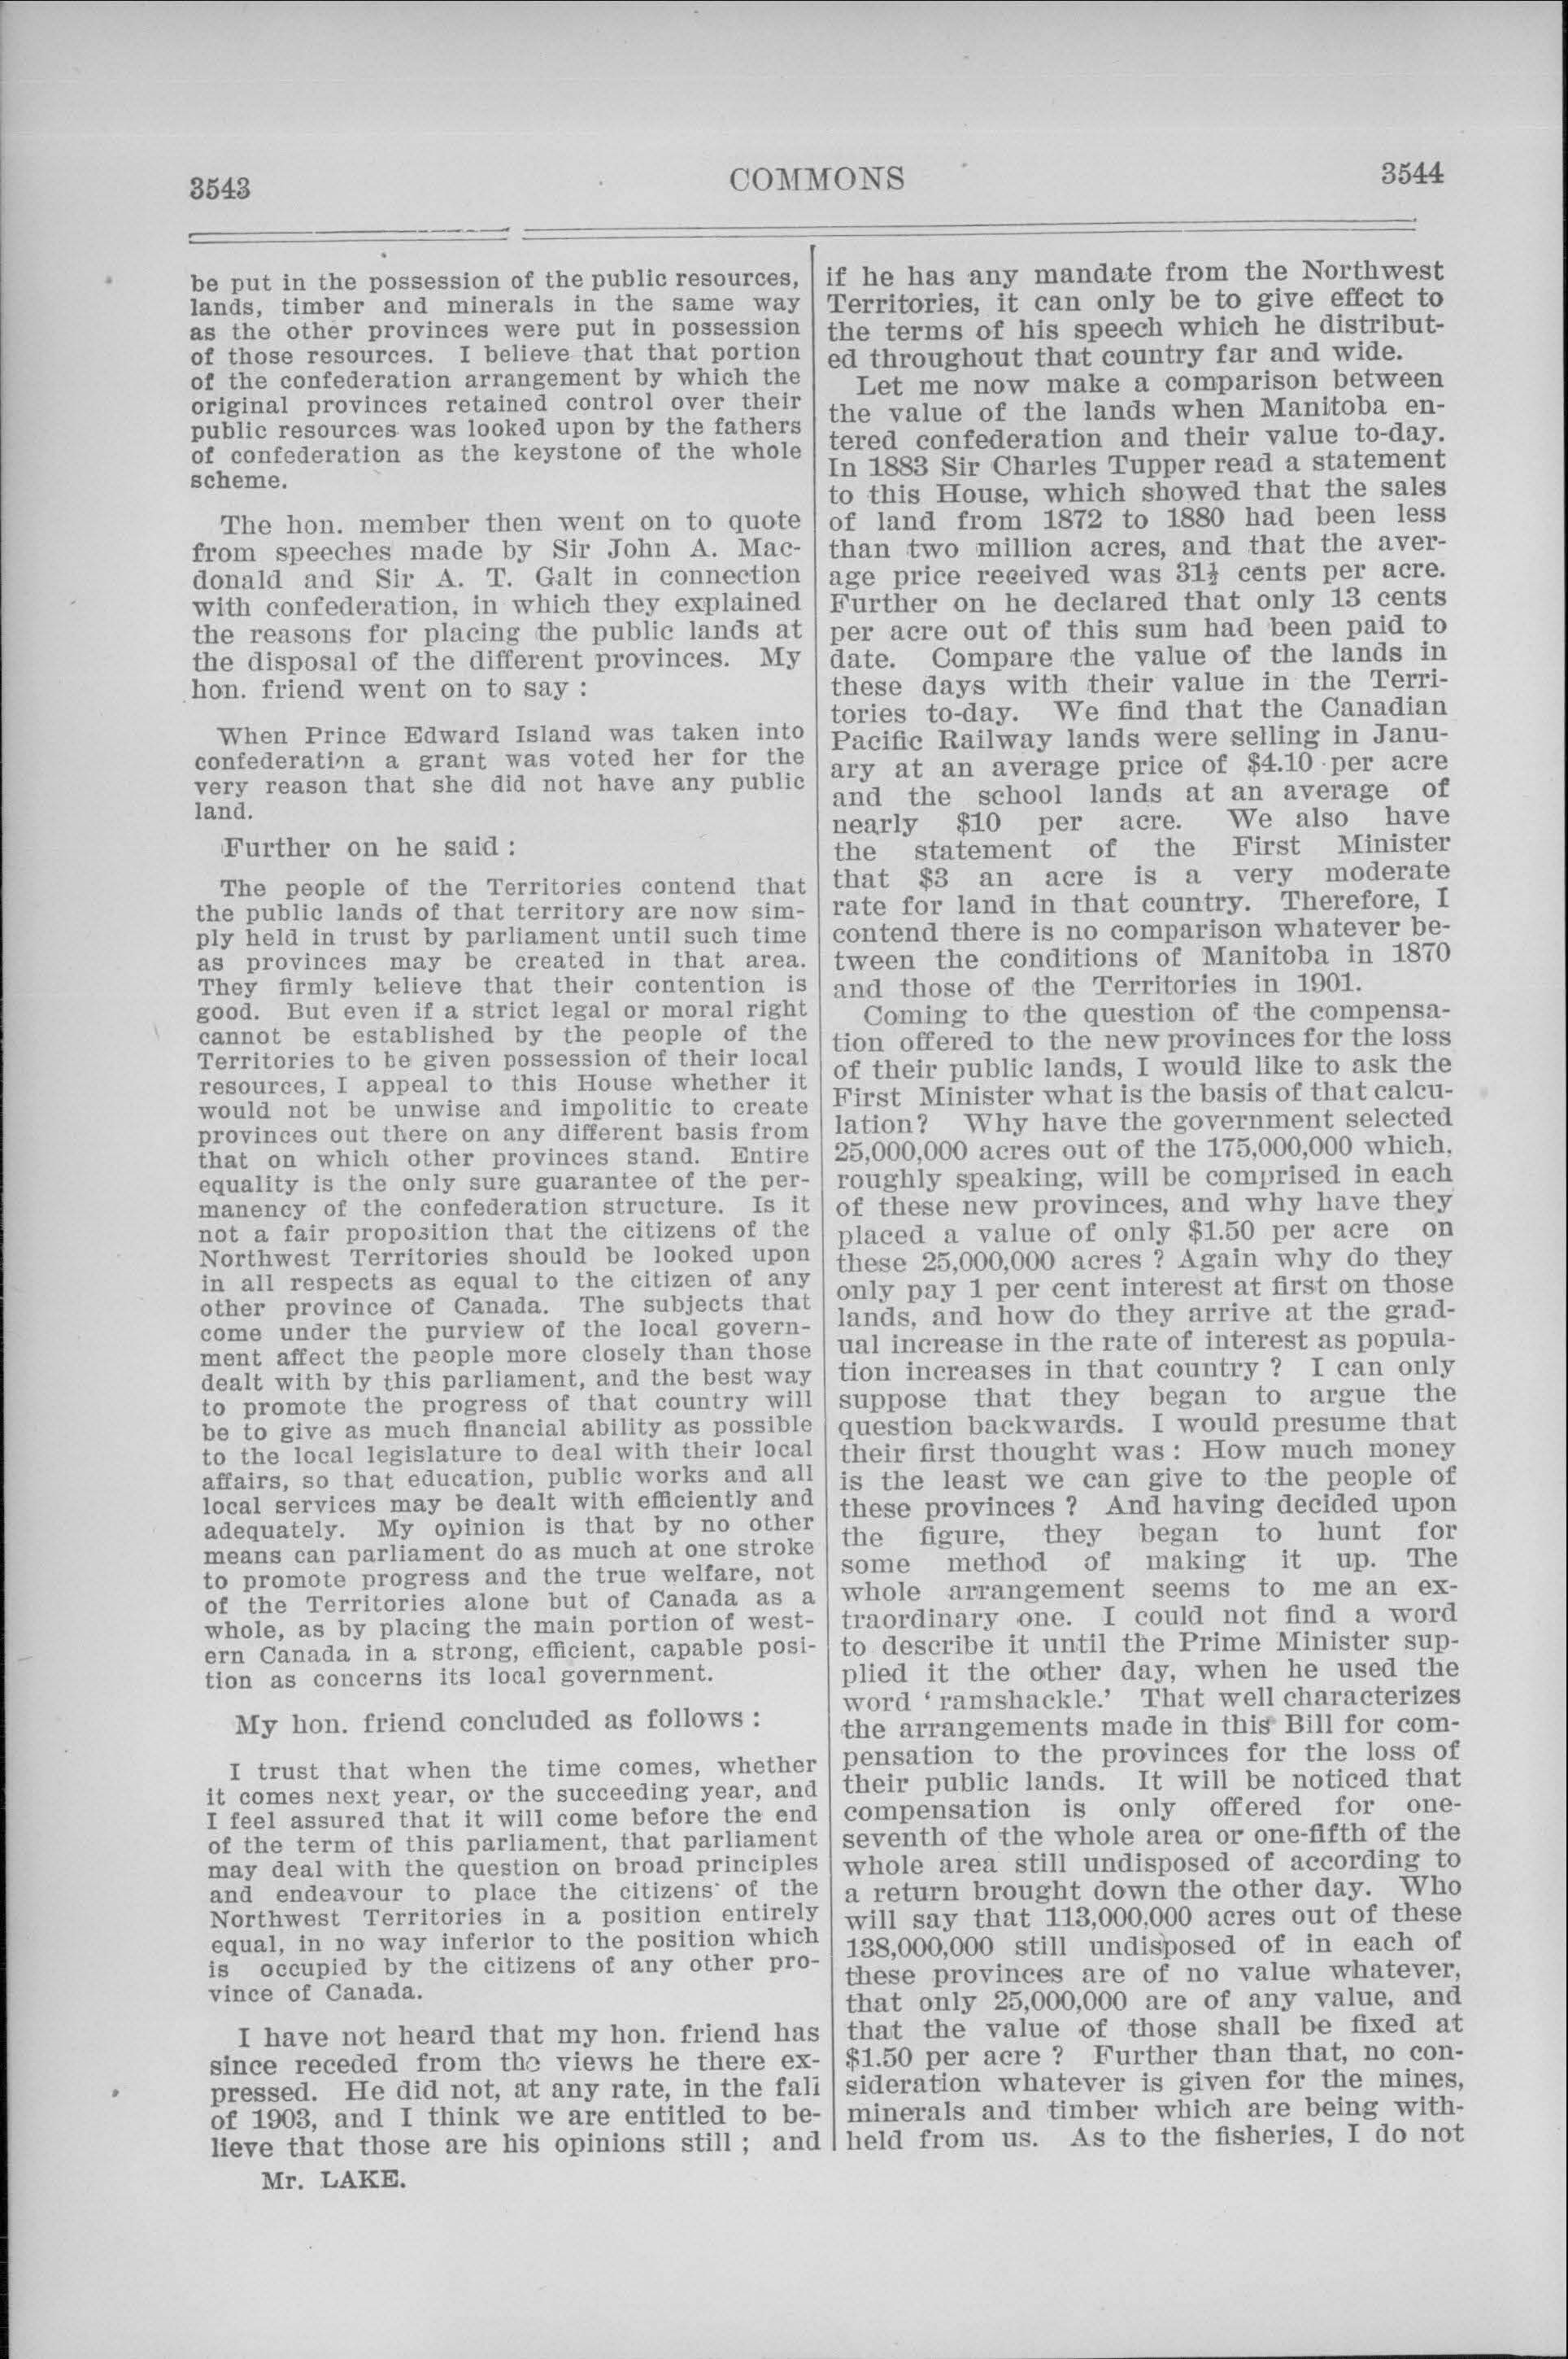 3543
COMMONS
3544
be put in the possession of the public resources,
lands, timber and minerals in the same way
as the other provinces were put in possession
of those resources. I believe that that portion
of the confederation arrangement by which the
original provinces retained control over their
public resources was looked upon by the fathers
of confederation as the keystone of the whole
scheme.
The hon. member then went on to quote
from speeches made by Sir John A. Mac-
donald and Sir A. T. Galt in connection
with confederation, in which they explained
the reasons for placing the public lands at
the disposal of the different provinces. My
hon. friend went on to say :
When Prince Edward Island was taken into
confederation a grant was voted her for the
very reason that she did not have any public
land.
Further on he said :
The people of the Territories contend that
the public lands of that territory are now sim-
ply held in trust by parliament until such time
as provinces may be created in that area.
They firmly believe that their contention is
good. But even if a strict legal or moral right
cannot be established by the people of the
Territories to be given possession of their local
resources, I appeal to this House whether it
would not be unwise and impolitic to create
provinces out there on any different basis from
that on which other provinces stand. Entire
equality is the only sure guarantee of the per-
manency of the confederation structure. Is it
not a fair proposition that the citizens of the
Northwest Territories should be looked upon
in all respects as equal to the citizen of any
other province of Canada. The subjects that
come under the purview of the local govern-
ment affect the people more closely than those
dealt with by this parliament, and the best way
to promote the progress of that country will
be to give as much financial ability as possible
to the local legislature to deal with their local
affairs, so that education, public works and all
local services may be dealt with efficiently and
adequately. My opinion is that by no other
means can parliament do as much at one stroke
to promote progress and the true welfare, not
of the Territories alone but of Canada as a
whole, as by placing the main portion of west-
ern Canada in a strong, efficient, capable posi-
tion as concerns its local government.
My hon. friend concluded as follows :
I trust that when the time comes, whether
it comes next year, or the succeeding year, and
I feel assured that it will come before the end
of the term of this parliament, that parliament
may deal with the question on broad principles
and endeavour to place the citizens of the
Northwest Territories in a position entirely
equal, in no way inferior to the position which
is occupied by the citizens of any other pro-
vince of Canada.
I have not heard that my hon. friend has
since receded from the views he there ex-
pressed. He did not, at any rate, in the fall
of 1903, and I think we are entitled to be-
lieve that those are his opinions still ; and
Mr. LAKE.
if he has any mandate from the Northwest
Territories, it can only be to give effect to
the terms of his speech which he distribut-
ed throughout that country far and wide.
Let me now make a comparison between
the value of the lands when Manitoba en-
tered confederation and their value to-day.
In 1883 Sir Charles Tupper read a statement
to this House, which showed that the sales
of land from 1872 to 1880 had been less
than two million acres, and that the aver-
age price received was 31½ cents per acre.
Further on he declared that only 13 cents
per acre out of this sum had been paid to
date. Compare the value of the lands in
these days with their value in the Terri-
tories to-day. We find that the Canadian
Pacific Railway lands were selling in Janu-
ary at an average price of $4.10 per acre
and the school lands at an average of
nearly $10 per acre. We also have
the statement of the First Minister
that $3 an acre is a very moderate
rate for land in that country. Therefore, I
contend there is no comparison whatever be-
tween the conditions of Manitoba in 1870
and those of the Territories in 1901.
Coming to the question of the compensa-
tion offered to the new provinces for the loss
of their public lands, I would like to ask the
First Minister what is the basis of that calcu-
lation? Why have the government selected
25,000,000 acres out of the 175,000,000 which,
roughly speaking, will be comprised in each
of these new provinces, and why have they
placed a value of only $1.50 per acre on
these 25,000,000 acres ? Again why do they
only pay 1 per cent interest at first on those
lands, and how do they arrive at the grad-
ual increase in the rate of interest as popula-
tion increases in that country ? I can only
suppose that they began to argue the
question backwards. I would presume that
their first thought was : How much money
is the least we can give to the people of
these provinces ? And having decided upon
the figure, they began to hunt for
some method of making it up. The
whole arrangement seems to me an ex-
traordinary one. I could not find a word
to describe it until the Prime Minister sup-
plied it the other day, when he used the
word ‘ ramshackle.’ That well characterizes
the arrangements made in this Bill for com-
pensation to the provinces for the loss of
their public lands. It will be noticed that
compensation is only offered for one-
seventh of the whole area or one-fifth of the
whole area still undisposed of according to
a return brought down the other day. Who
will say that 113,000,000 acres out of these
138,000,000 still undisposed of in each of
these provinces are of no value whatever,
that only 25,000,000 are of any value, and
that the value of those shall be fixed at
$1.50 per acre ? Further than that, no con-
sideration whatever is given for the mines,
minerals and timber which are being with-
held from us. As to the fisheries, I do not